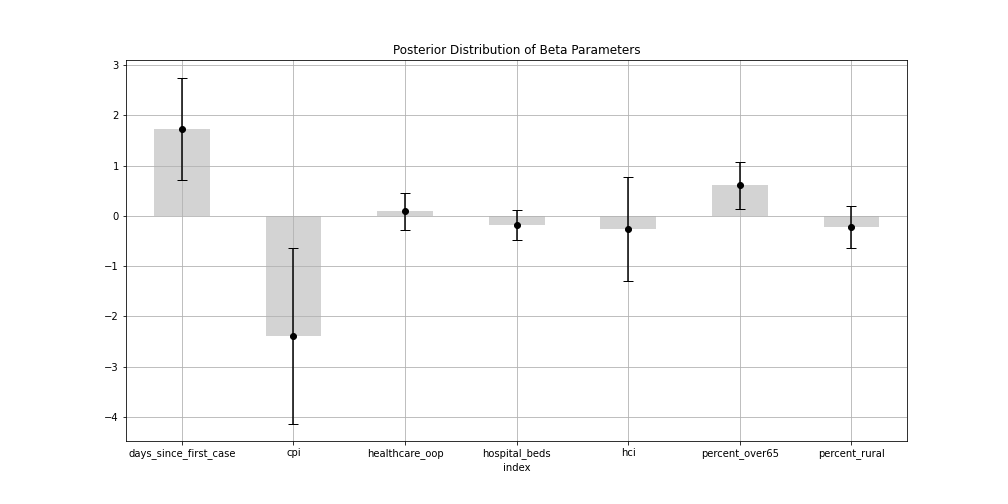 Posterior Distribution of Beta Parameters
3
2
1
0
−1
−2
−3
−4
days_since_first_case cpi healthcare_oop hospital_beds hci percent_over65 percent_rural
index